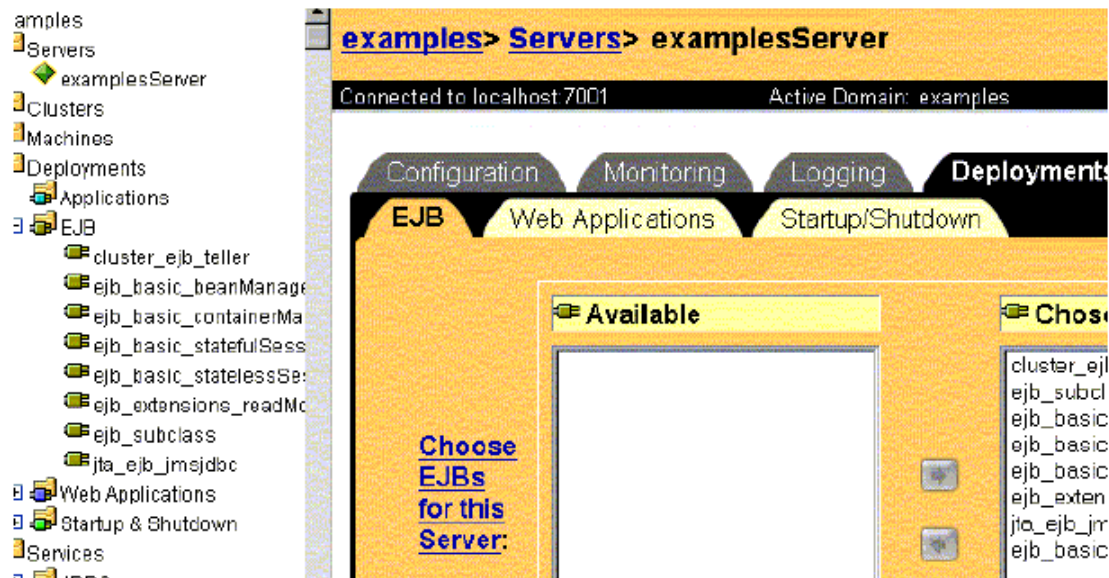 amples
Servers
examplesServer
Clusters
Machines
Deployments
Applications
EJB
cluster_ejb_teller
ejb_basic_beanManage
ejb_basic_containerMa
ejb_basic_statefulSess
ejb_basic_statelessSe
ejb_extensions_readMo
ejb_subclass
jta_ejb_jmsjdbc
Web Applications
Startup & Shutdown
Services
examples> Servers> examplesServer
Connected to localhost:7001 Active Domain: examples
Configuration Monitoring Logging Deployments
EJB Web Applications Startup/Shutdown
Available Chose
Choose
EJBs
for this
Server:
cluster_ejb
ejb_subcl
ejb_basic
ejb_basic
ejb_basic
ejb_exten
jta_ejb_jm
ejb_basic